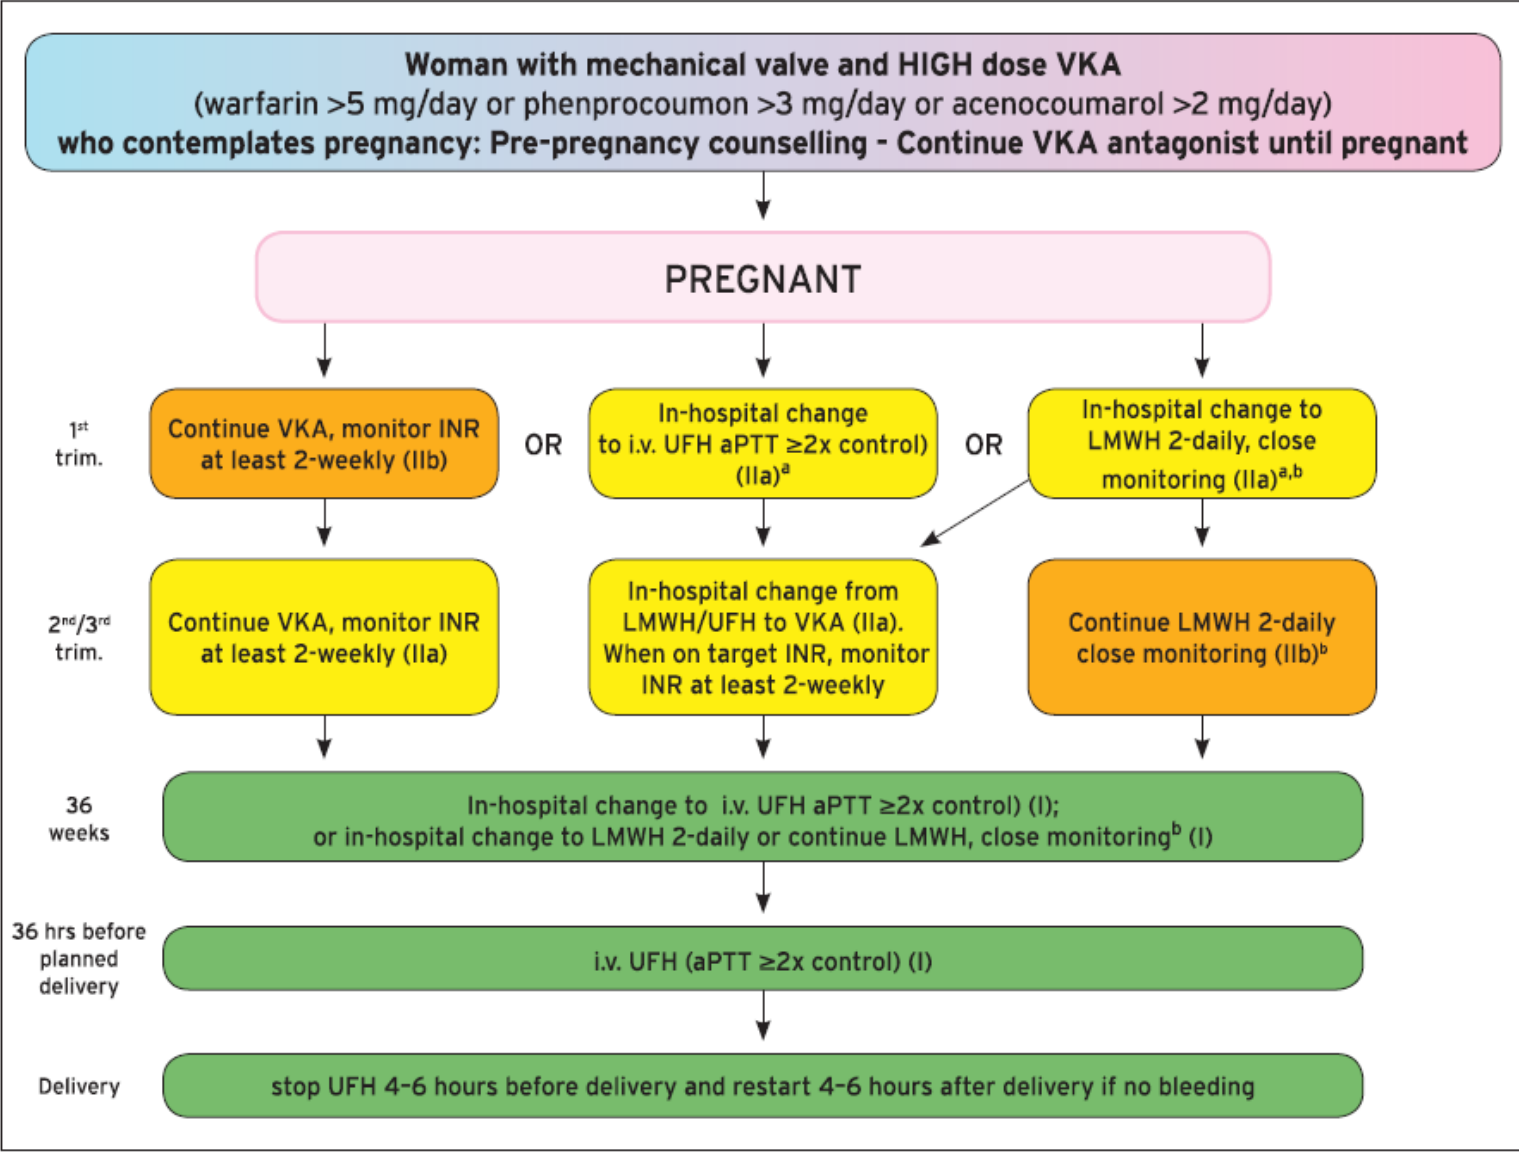 Woman with mechanical valve and HIGH dose VKA
(warfarin >5 mg/day or phenprocoumon >3 mg/day or acenocoumarol >2 mg/day)
who contemplates pregnancy: Pre-pregnancy counselling - Continue VKA antagonist until pregnant
PREGNANT
1st
trim.
Continue VKA, monitor INR
at least 2-weekly (IIb)
OR
In-hospital change
to i.v. UFH aPTT ≥2x control)
(IIa)a
OR
In-hospital change to
LMWH 2-daily, close
monitoring (IIa)a,b
2nd/3rd
trim.
Continue VKA, monitor INR
at least 2-weekly (IIa)
In-hospital change from
LMWH/UFH to VKA (IIa).
When on target INR, monitor
INR at least 2-weekly
Continue LMWH 2-daily
close monitoring (IIb)b
36
weeks
In-hospital change to i.v. UFH aPTT ≥2x control) (I);
or in-hospital change to LMWH 2-daily or continue LMWH, close monitoringb (I)
36 hrs before
planned
delivery
i.v. UFH (aPTT ≥2x control) (I)
Delivery
stop UFH 4-6 hours before delivery and restart 4-6 hours after delivery if no bleeding